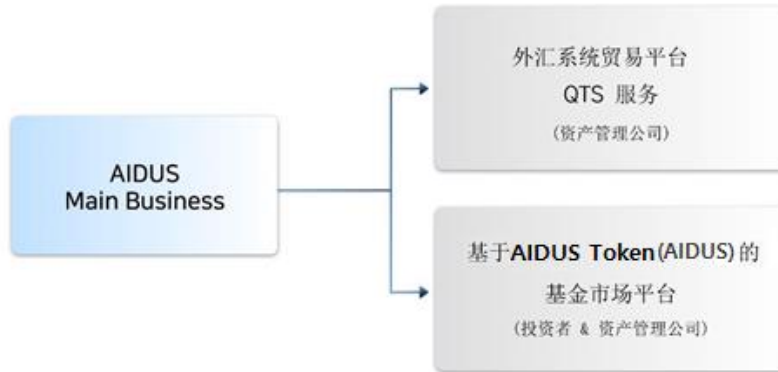 AIDUS
Main Business
外汇系统贸易平台
QTS 服务
(资产管理公司)
基于AIDUS Token(AIDUS) 的
基金市场平台
(投资者 & 资产管理公司)